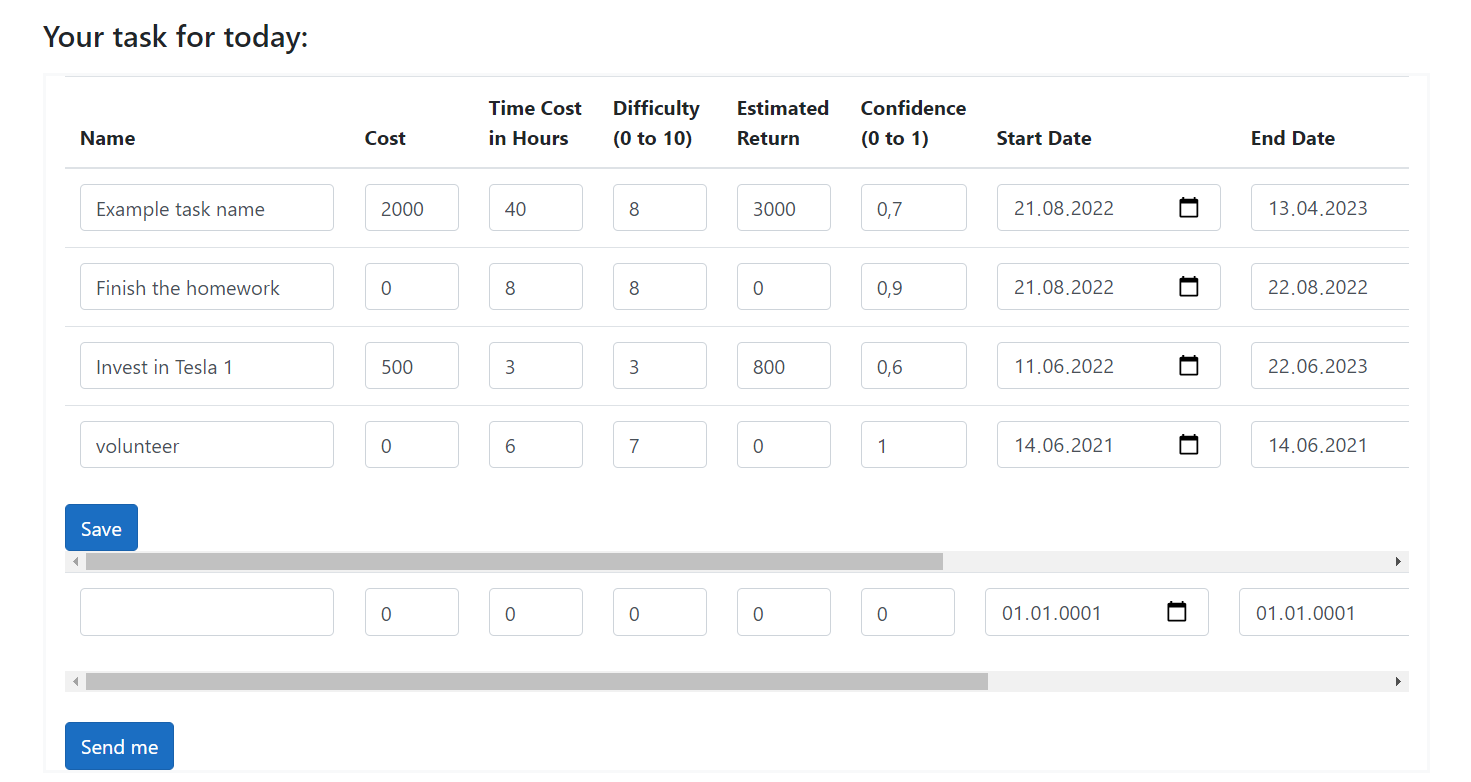 Your task for today:
Name Cost Time Cost in Hours Difficulty (0 to 10) Estimated Return Confidence (0 to 1) Start Date End Date
Example task name 2000 40 8 3000 0,7 21.08.2022 13.04.2023
Finish the homework 0 8 8 0 0,9 21.08.2022 22.08.2022
Invest in Tesla 1 500 3 3 800 0,6 11.06.2022 22.06.2023
volunteer 0 6 7 0 1 14.06.2021 14.06.2021
Save
0 0 0 0 0 01.01.0001 01.01.0001
Send me